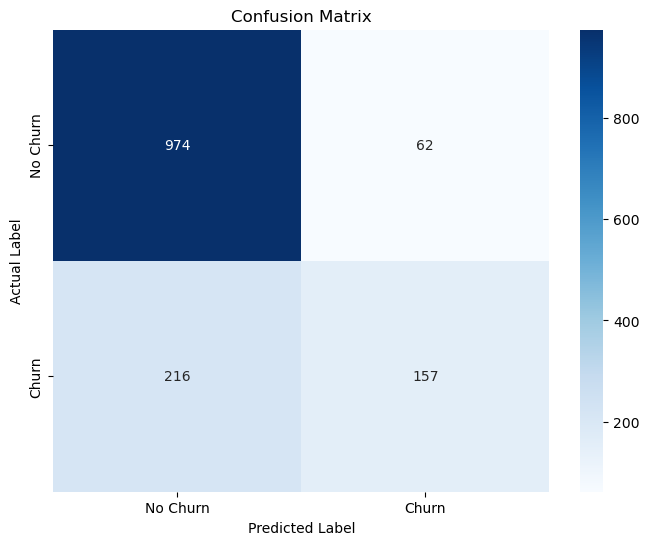 Confusion Matrix
Actual Label
No Churn
Churn
974
62
216
157
No Churn
Churn
Predicted Label
800
600
400
200